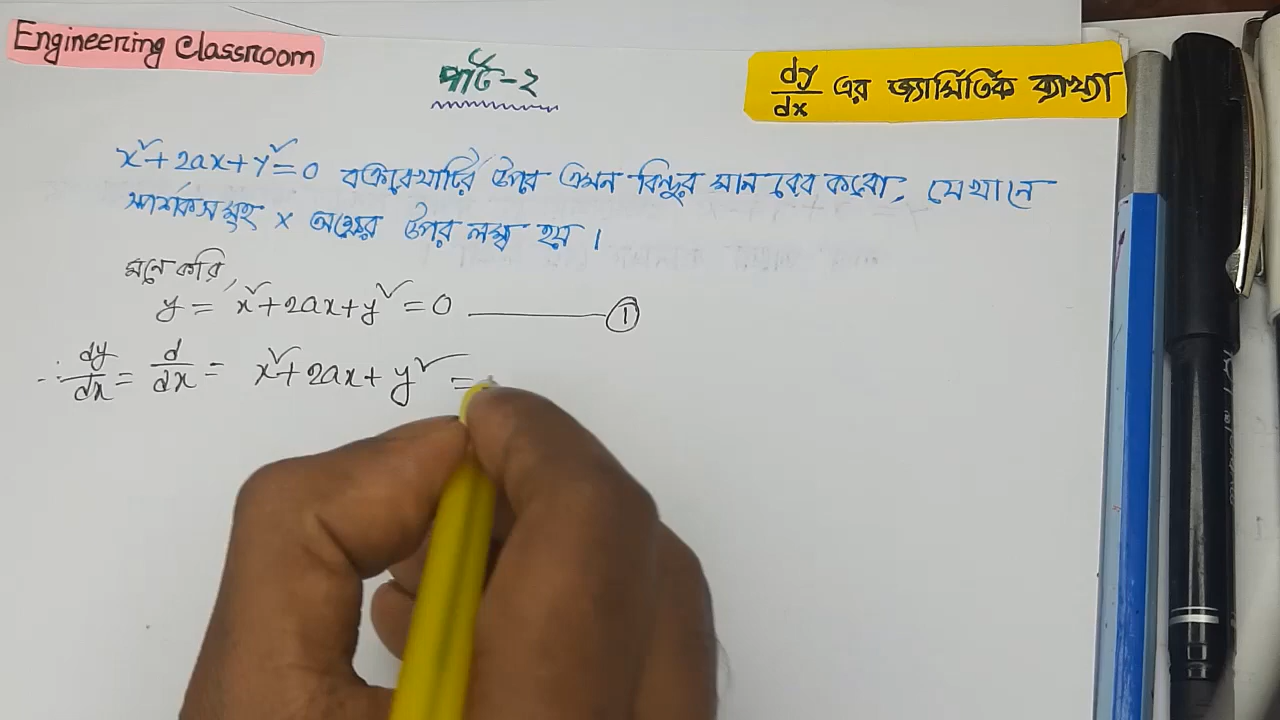 Engineering Classroom
পার্ট-২
dy/dx এর জ্যামিতিক ব্যাখ্যা
x²+2ax+y²=0 বক্ররেখাটির উপর এমন বিন্দুর মান বের করো, যেখানে
স্পর্শকসমূহ x অক্ষের উপর লম্ব হয়।
মনে করি,
y = x²+2ax+y²=0 ——— ①
∴ dy/dx = d/dx = x²+2ax+y² =